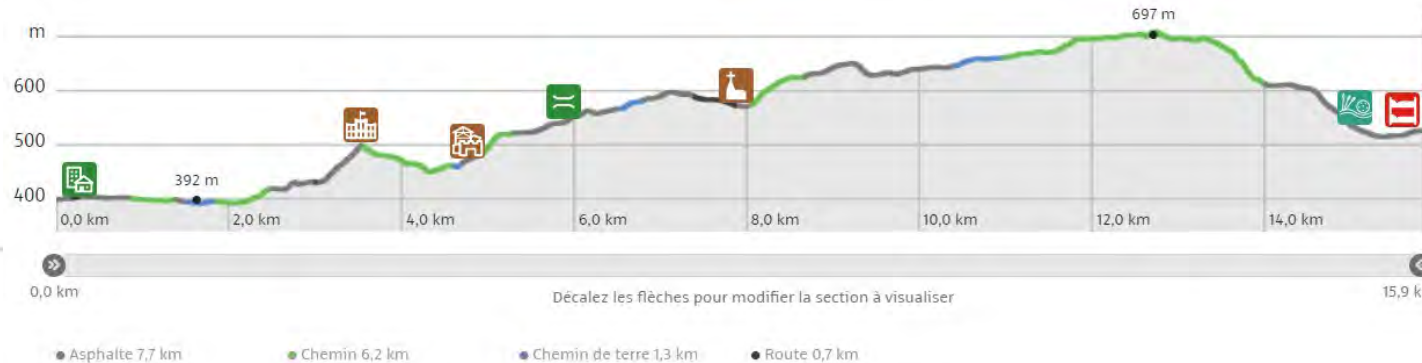 697 m
m
600
500
392 m
400
0,0 km 2,0 km 4,0 km 6,0 km 8,0 km 10,0 km 12,0 km 14,0 km
0,0 km 15,9 k
Décalez les flèches pour modifier la section à visualiser
Asphalte 7,7 km Chemin 6,2 km Chemin de terre 1,3 km Route 0,7 km